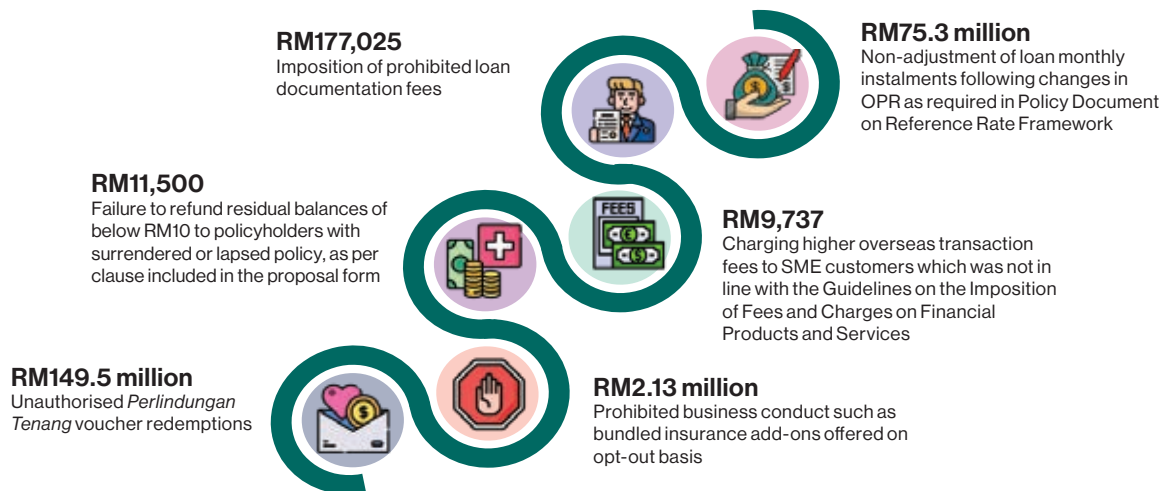 RM177,025
Imposition of prohibited loan
documentation fees
RM75.3 million
Non-adjustment of loan monthly
instalments following changes in
OPR as required in Policy Document
on Reference Rate Framework
RM11,500
Failure to refund residual balances of
below RM10 to policyholders with
surrendered or lapsed policy, as per
clause included in the proposal form
FEES
RM9,737
Charging higher overseas transaction
fees to SME customers which was not in
line with the Guidelines on the Imposition
of Fees and Charges on Financial
Products and Services
RM149.5 million
Unauthorised Perlindungan
Tenang voucher redemptions
RM2.13 million
Prohibited business conduct such as
bundled insurance add-ons offered on
opt-out basis